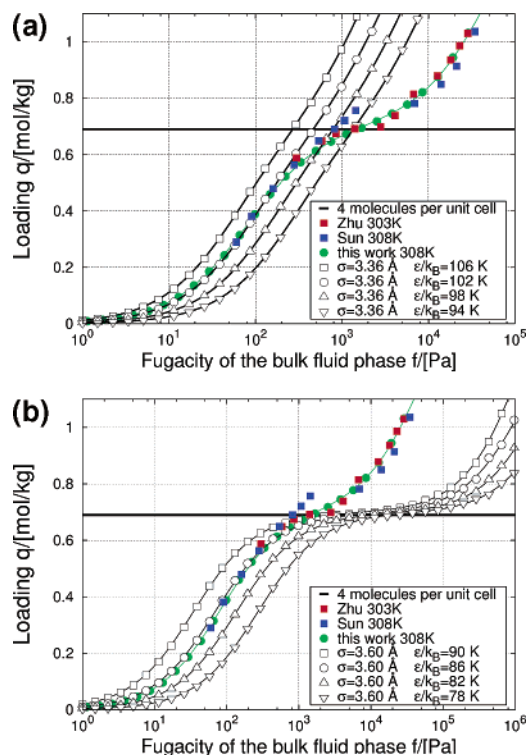 (a)
Loading q/[mol/kg]
1
0.8
0.6
0.4
0.2
0
4 molecules per unit cell
Zhu 303K
Sun 308K
this work 308K
σ=3.36 Å ε/kB=106 K
σ=3.36 Å ε/kB=102 K
σ=3.36 Å ε/kB=98 K
σ=3.36 Å ε/kB=94 K
10^0 10^1 10^2 10^3 10^4 10^5
Fugacity of the bulk fluid phase f/[Pa]
(b)
Loading q/[mol/kg]
1
0.8
0.6
0.4
0.2
0
4 molecules per unit cell
Zhu 303K
Sun 308K
this work 308K
σ=3.60 Å ε/kB=90 K
σ=3.60 Å ε/kB=86 K
σ=3.60 Å ε/kB=82 K
σ=3.60 Å ε/kB=78 K
10^0 10^1 10^2 10^3 10^4 10^5 10^6
Fugacity of the bulk fluid phase f/[Pa]